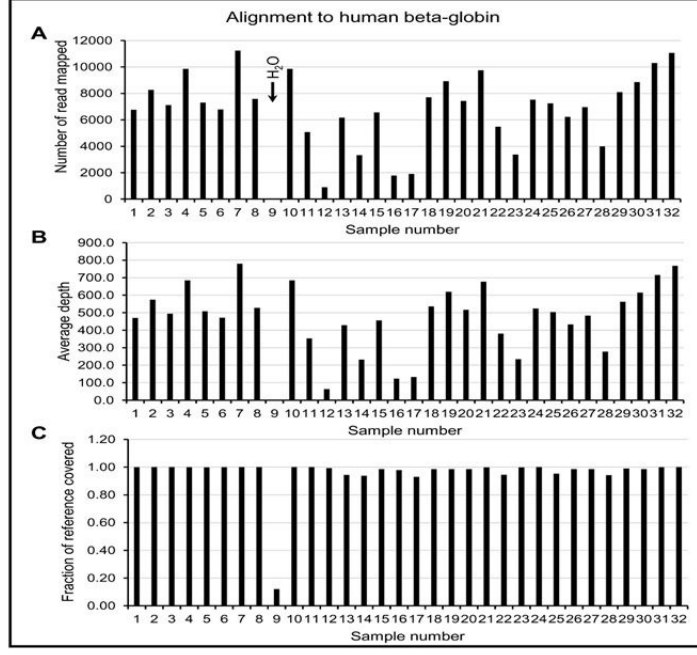 Alignment to human beta-globin
A
Number of read mapped
12000
10000
8000
6000
4000
2000
0
H₂O
1 2 3 4 5 6 7 8 9 10 11 12 13 14 15 16 17 18 19 20 21 22 23 24 25 26 27 28 29 30 31 32
Sample number
B
Average depth
900.0
800.0
700.0
600.0
500.0
400.0
300.0
200.0
100.0
0.0
1 2 3 4 5 6 7 8 9 10 11 12 13 14 15 16 17 18 19 20 21 22 23 24 25 26 27 28 29 30 31 32
Sample number
C
Fraction of reference covered
1.20
1.00
0.80
0.60
0.40
0.20
0.00
1 2 3 4 5 6 7 8 9 10 11 12 13 14 15 16 17 18 19 20 21 22 23 24 25 26 27 28 29 30 31 32
Sample number